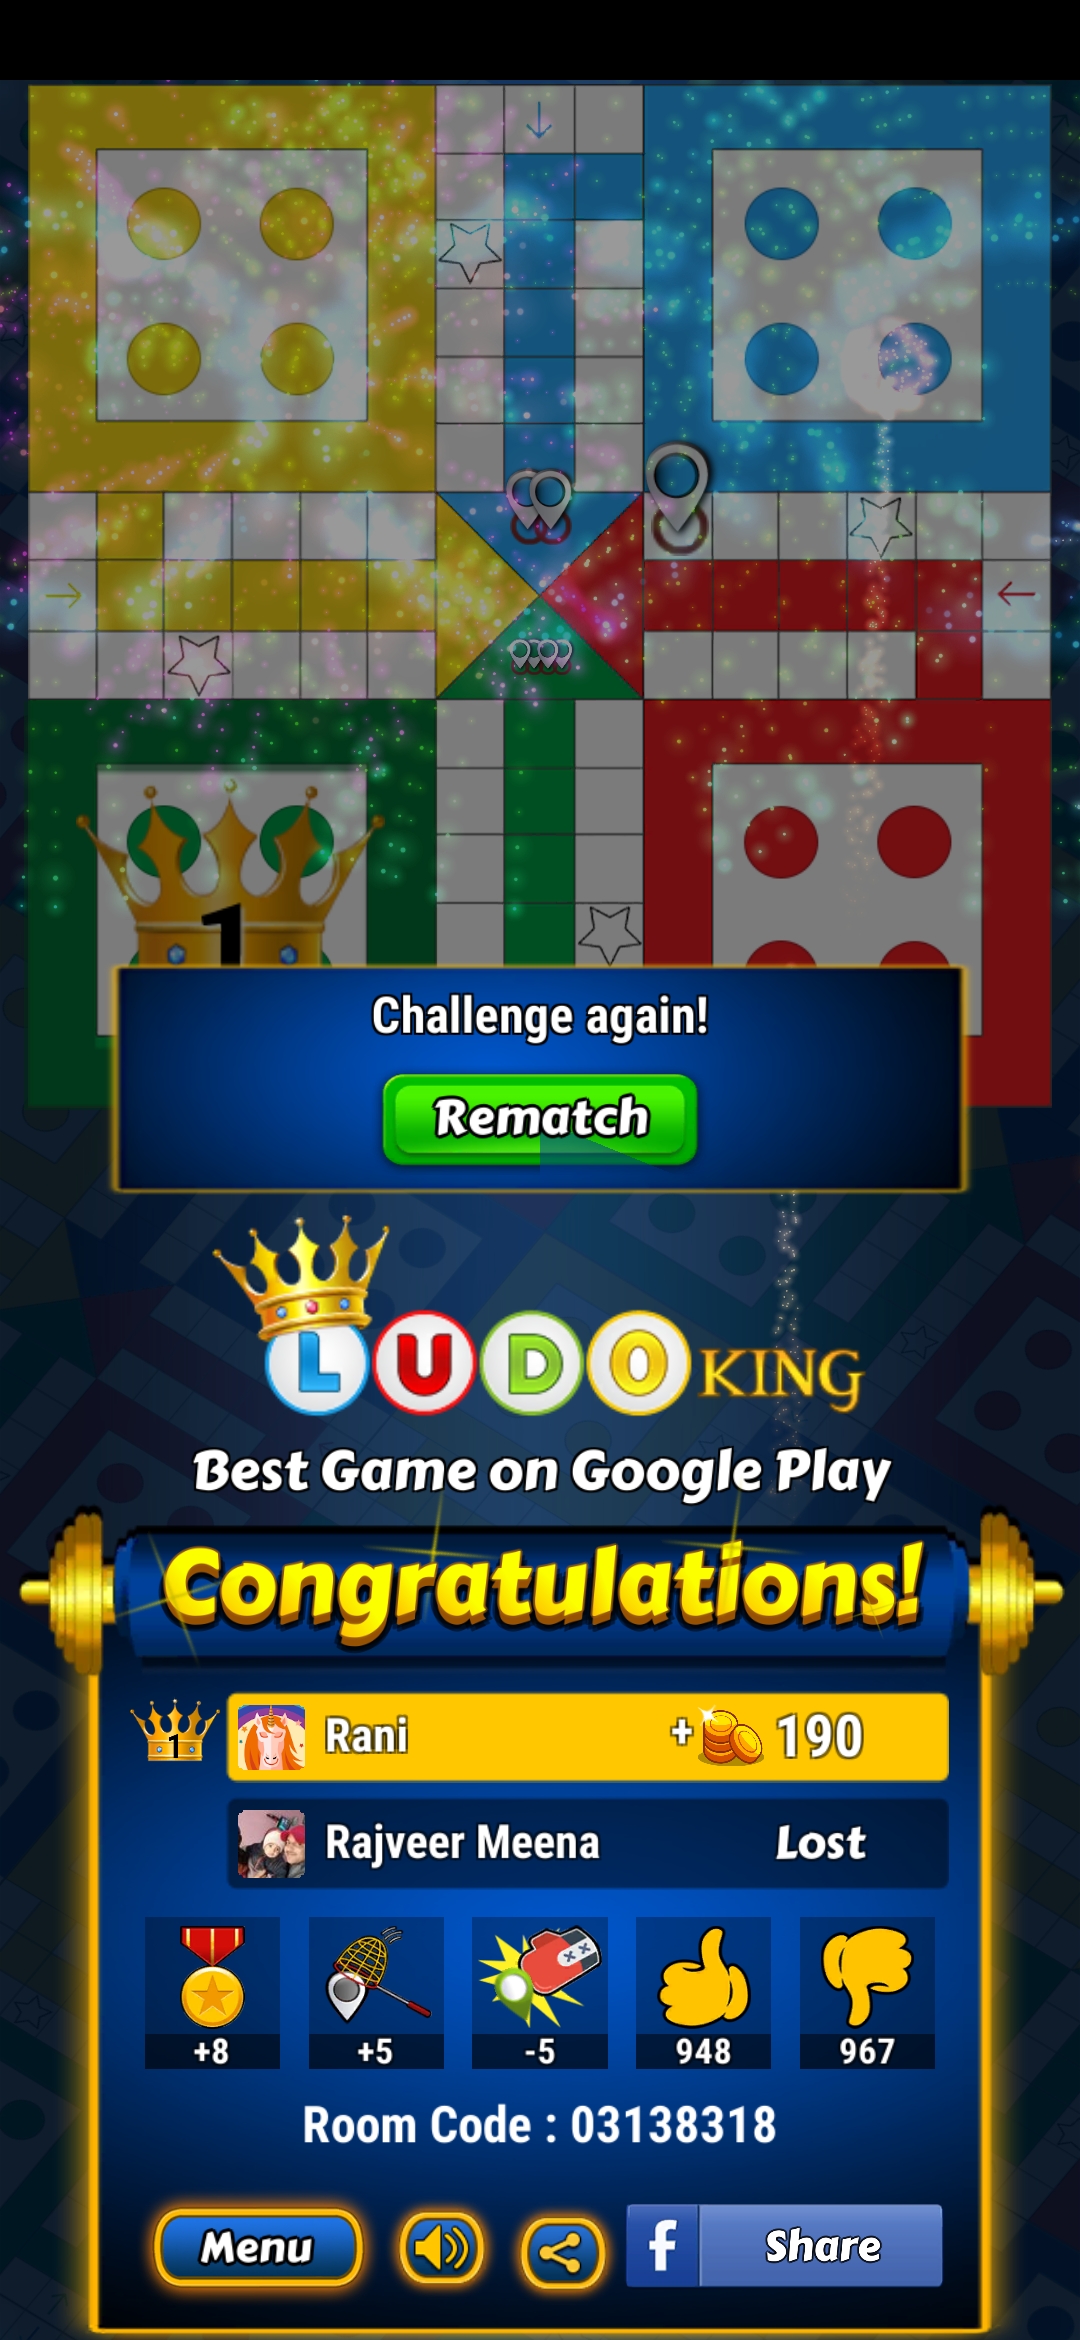 1
Challenge again!
Rematch
LUDO KING
Best Game on Google Play
Congratulations!
1 Rani + 190
Rajveer Meena Lost
+8 +5 -5 948 967
Room Code : 03138318
Menu f Share